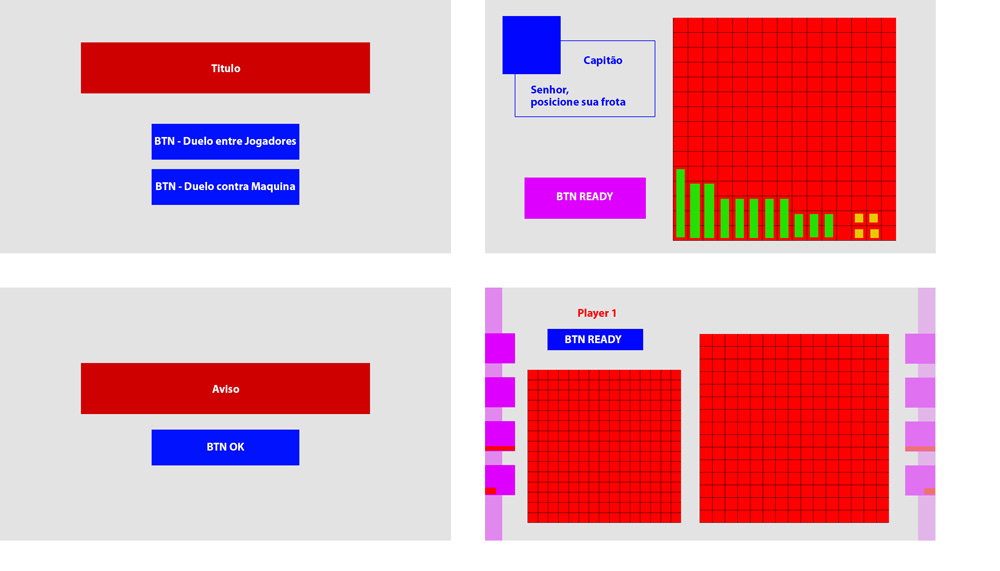 Titulo
BTN - Duelo entre Jogadores
BTN - Duelo contra Maquina
Capitão
Senhor,
posicione sua frota
BTN READY
Aviso
BTN OK
Player 1
BTN READY